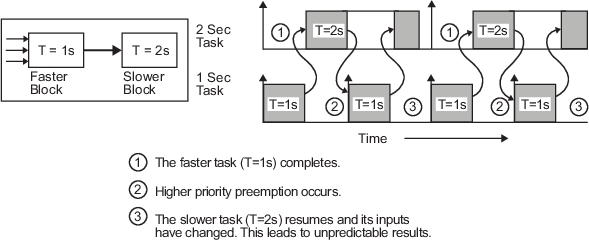 T = 1s
T = 2s
Faster
Block
Slower
Block
2 Sec
Task
1 Sec
Task
1
T=2s
1
T=2s
T=1s
2
T=1s
3
T=1s
2
T=1s
3
Time
1 The faster task (T=1s) completes.
2 Higher priority preemption occurs.
3 The slower task (T=2s) resumes and its inputs
have changed. This leads to unpredictable results.